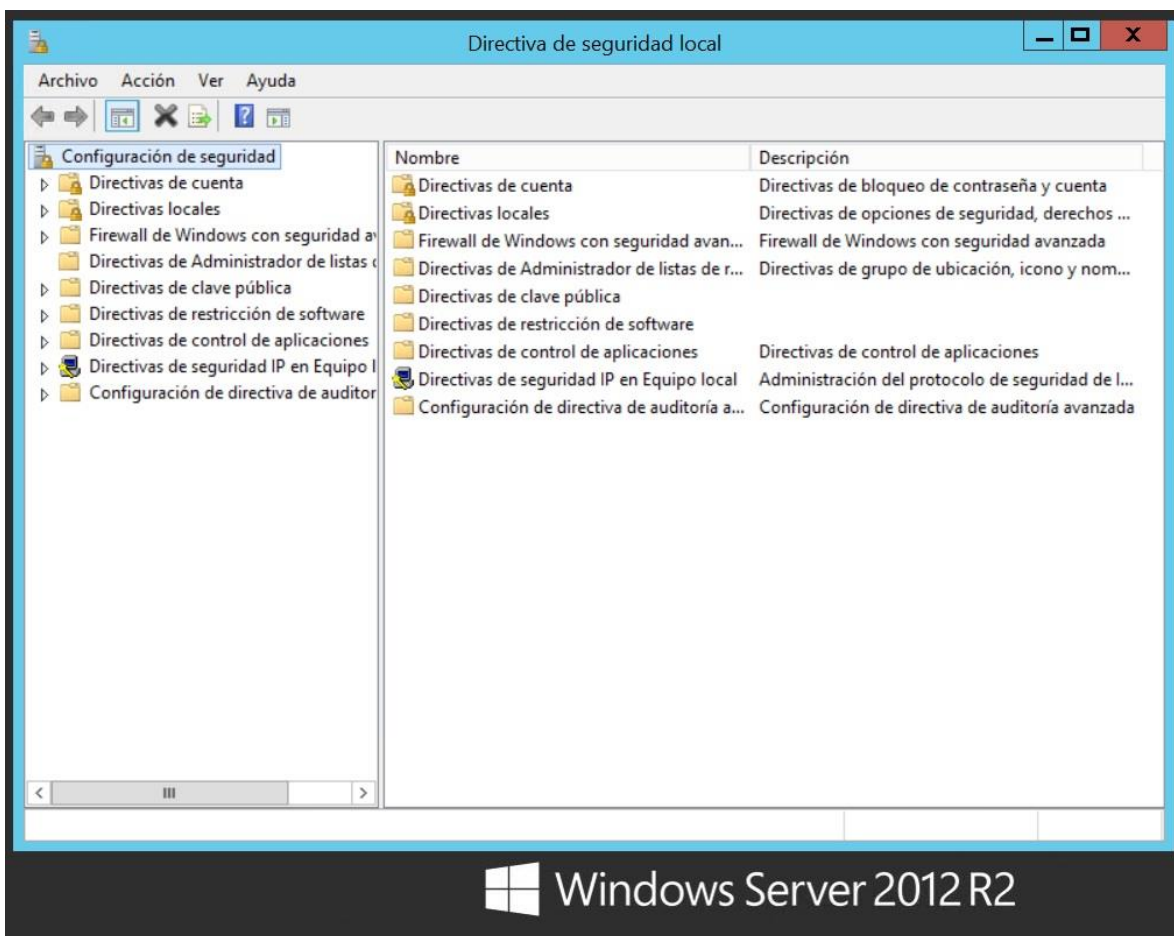 Directiva de seguridad local
Archivo Acción Ver Ayuda
Configuración de seguridad
Directivas de cuenta
Directivas locales
Firewall de Windows con seguridad a
Directivas de Administrador de listas
Directivas de clave pública
Directivas de restricción de software
Directivas de control de aplicaciones
Directivas de seguridad IP en Equipo l
Configuración de directiva de auditor
Nombre Descripción
Directivas de cuenta Directivas de bloqueo de contraseña y cuenta
Directivas locales Directivas de opciones de seguridad, derechos ...
Firewall de Windows con seguridad avan... Firewall de Windows con seguridad avanzada
Directivas de Administrador de listas de r... Directivas de grupo de ubicación, icono y nom...
Directivas de clave pública
Directivas de restricción de software
Directivas de control de aplicaciones Directivas de control de aplicaciones
Directivas de seguridad IP en Equipo local Administración del protocolo de seguridad de l...
Configuración de directiva de auditoría a... Configuración de directiva de auditoría avanzada
Windows Server 2012 R2